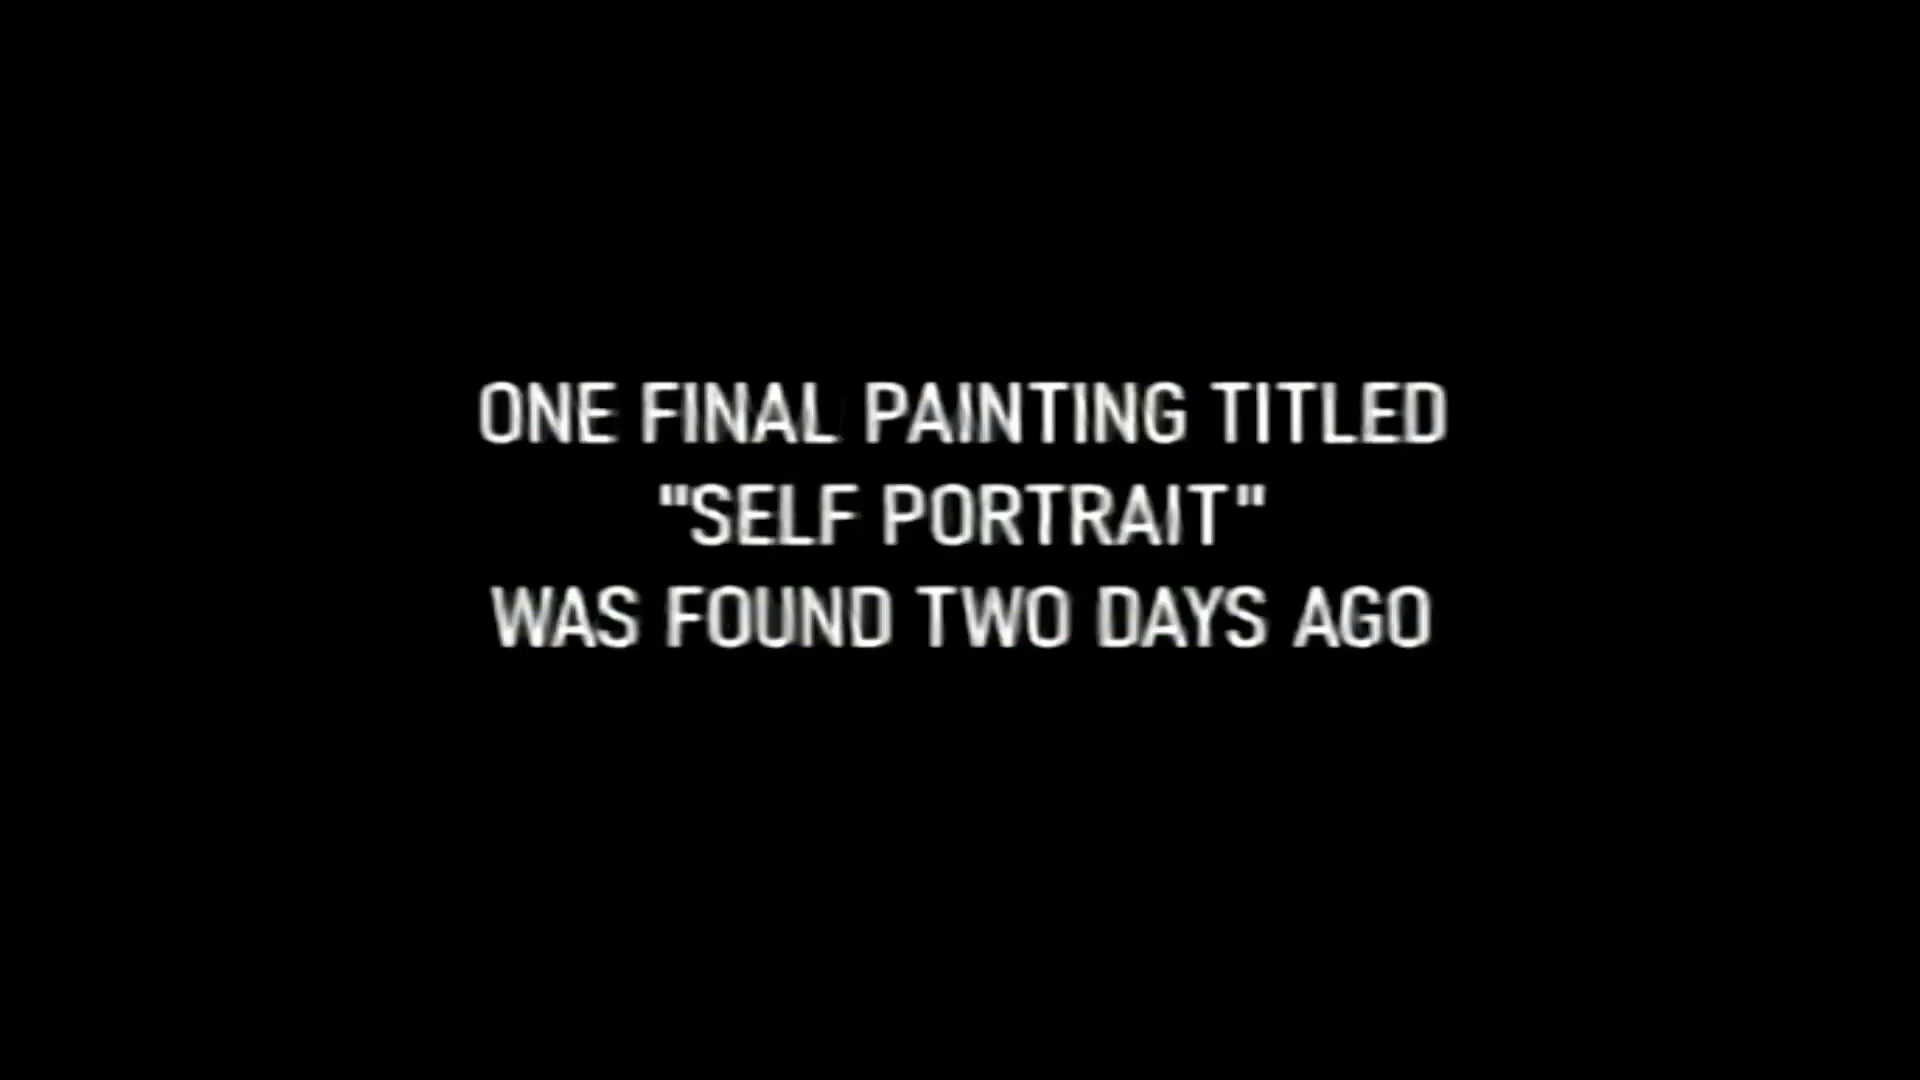 ONE FINAL PAINTING TITLED
"SELF PORTRAIT"
WAS FOUND TWO DAYS AGO